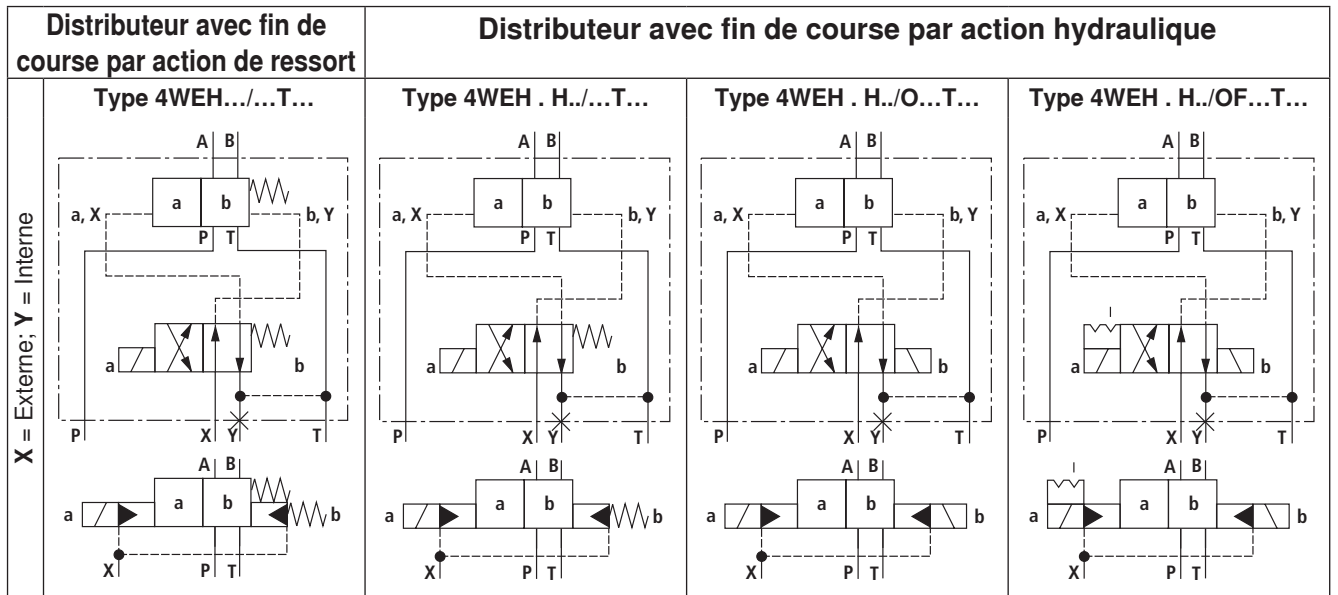 Distributeur avec fin de
course par action de ressort
Distributeur avec fin de course par action hydraulique
X = Externe; Y = Interne
Type 4WEH.../...T...
A B
a b
a, X b, Y
P T
a b
P X Y T
A B
a a b b
X P T
Type 4WEH . H../...T...
A B
a b
a, X b, Y
P T
a b
P X Y T
A B
a a b b
X P T
Type 4WEH . H../O...T...
A B
a b
a, X b, Y
P T
a b
P X Y T
A B
a a b b
X P T
Type 4WEH . H../OF...T...
A B
a b
a, X b, Y
P T
a b
P X Y T
A B
a a b b
X P T